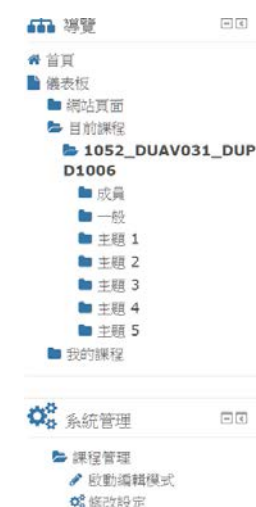 導覽
首頁
儀表板
網站頁面
目前課程
1052_DUAV031_DUP
D1006
成員
一般
主題 1
主題 2
主題 3
主題 4
主題 5
我的課程
系統管理
課程管理
啟動編輯模式
修改設定